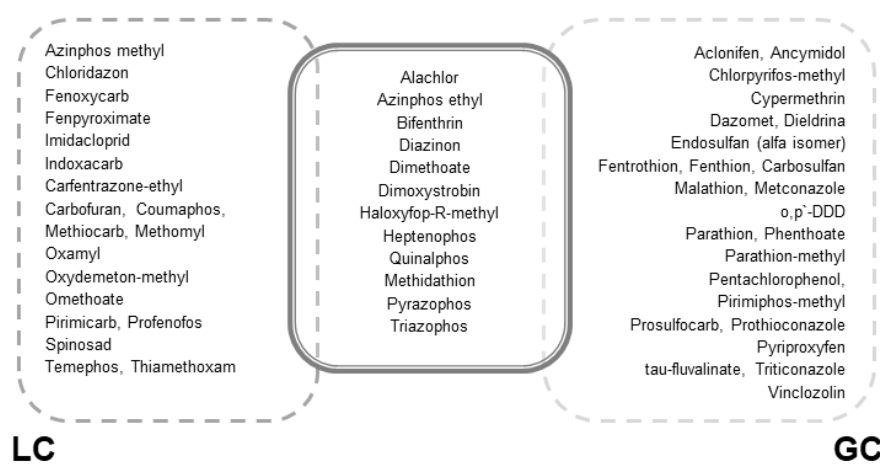 Azinphos methyl
Chloridazon
Fenoxycarb
Fenpyroximate
Imidacloprid
Indoxacarb
Carfentrazone-ethyl
Carbofuran, Coumaphos,
Methiocarb, Methomyl
Oxamyl
Oxydemeton-methyl
Omethoate
Pirimicarb, Profenofos
Spinosad
Temephos, Thiamethoxam
Alachlor
Azinphos ethyl
Bifenthrin
Diazinon
Dimethoate
Dimoxystrobin
Haloxyfop-R-methyl
Heptenophos
Quinalphos
Methidathion
Pyrazophos
Triazophos
Aclonifen, Ancymidol
Chlorpyrifos-methyl
Cypermethrin
Dazomet, Dieldrina
Endosulfan (alfa isomer)
Fentrothion, Fenthion, Carbosulfan
Malathion, Metconazole
o,p`-DDD
Parathion, Phenthoate
Parathion-methyl
Pentachlorophenol,
Pirimiphos-methyl
Prosulfocarb, Prothioconazole
Pyriproxyfen
tau-fluvalinate, Triticonazole
Vinclozolin
LC
GC